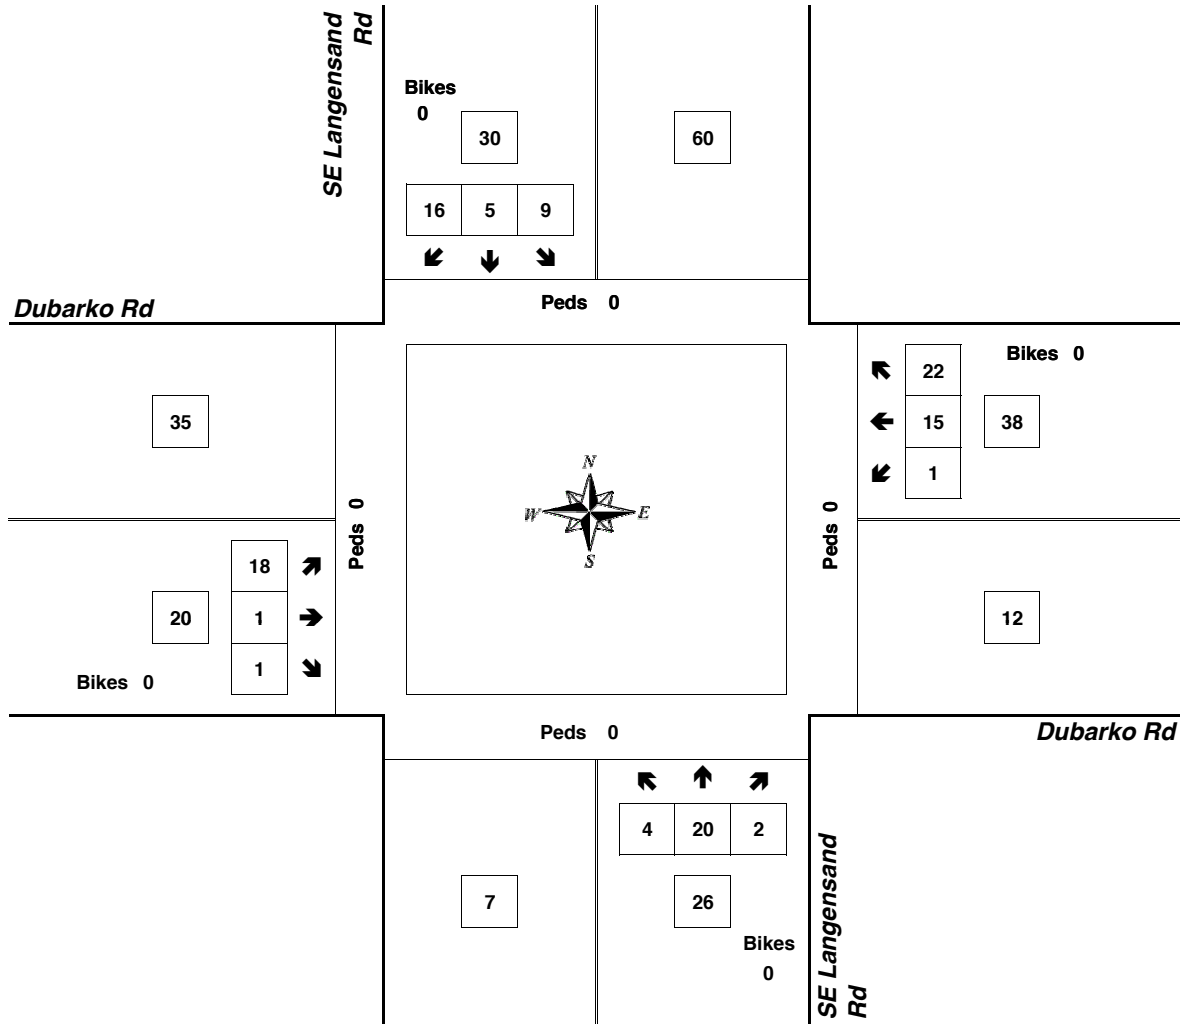 SE Langensand
Rd
Bikes
0
30
60
16 5 9
Peds 0
Dubarko Rd
Bikes 0
22
35
15
38
1
N
W E
S
Peds 0
Peds 0
18
20
1
12
1
Bikes 0
Peds 0
Dubarko Rd
4 20 2
7
26
Bikes
0
SE Langensand
Rd